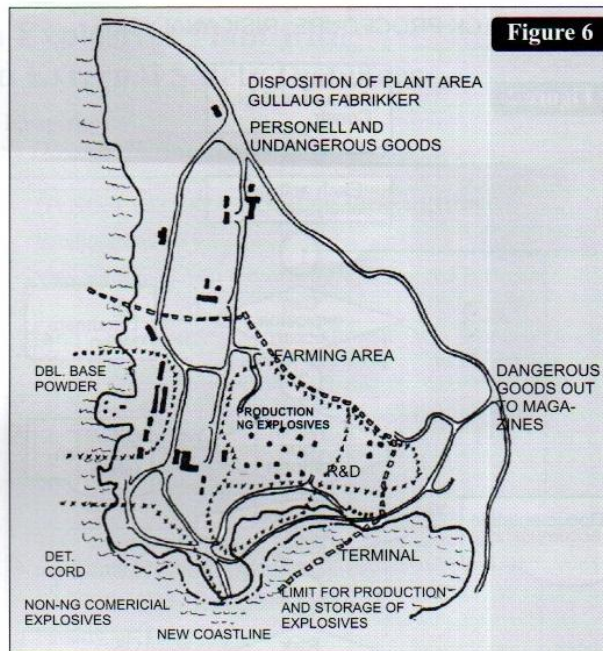 Figure 6
DISPOSITION OF PLANT AREA
GULLAUG FABRIKKER
PERSONELL AND
UNDANGEROUS GOODS
FARMING AREA
DBL. BASE
POWDER
DANGEROUS
GOODS OUT
TO MAGA-
ZINES
PRODUCTION
NG EXPLOSIVES
R&D
TERMINAL
DET.
CORD
LIMIT FOR PRODUCTION
AND STORAGE OF
EXPLOSIVES
NON-NG COMERICIAL
EXPLOSIVES
NEW COASTLINE